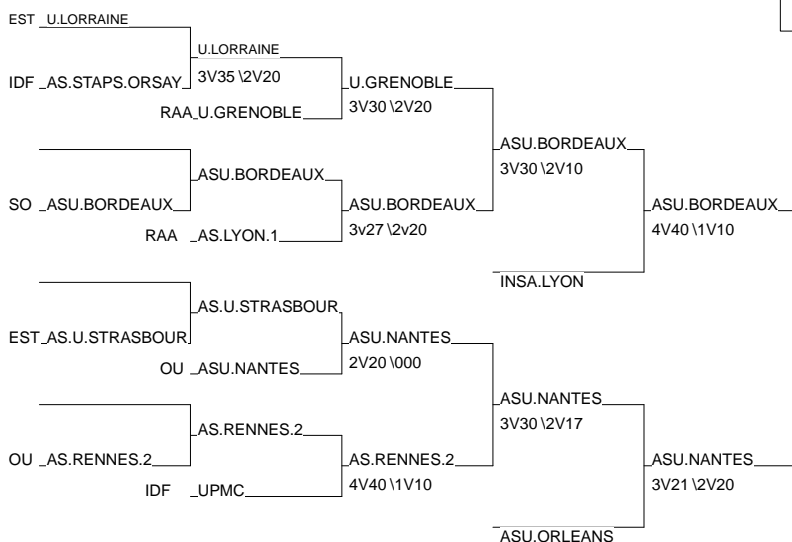 EST U.LORRAINE
U.LORRAINE
IDF AS.STAPS.ORSAY 3V35 \2V20 U.GRENOBLE
RAA U.GRENOBLE 3V30 \2V20
ASU.BORDEAUX
3V30 \2V10
ASU.BORDEAUX
SO ASU.BORDEAUX ASU.BORDEAUX ASU.BORDEAUX
3v27 \2v20 4V40 \1V10
RAA AS.LYON.1
INSA.LYON
AS.U.STRASBOUR
EST AS.U.STRASBOUR ASU.NANTES
2V20 \000
OU ASU.NANTES
ASU.NANTES
3V30 \2V17
AS.RENNES.2
OU AS.RENNES.2 AS.RENNES.2 ASU.NANTES
4V40 \1V10 3V21 \2V20
IDF UPMC
ASU.ORLEANS